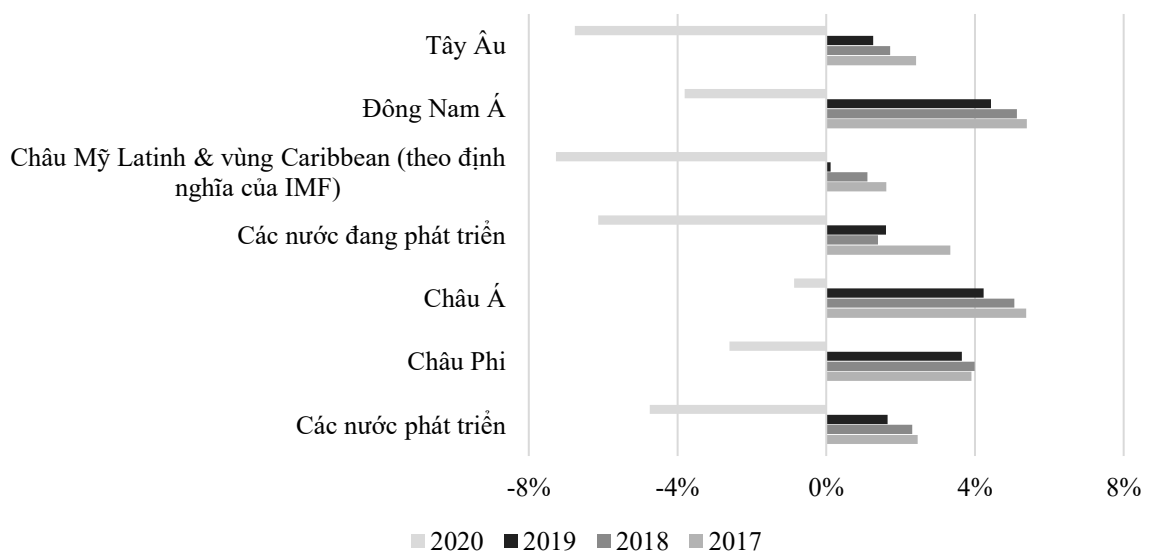 Tây Âu
Đông Nam Á
Châu Mỹ Latinh & vùng Caribbean (theo định
nghĩa của IMF)
Các nước đang phát triển
Châu Á
Châu Phi
Các nước phát triển
-8% -4% 0% 4% 8%
2020 2019 2018 2017